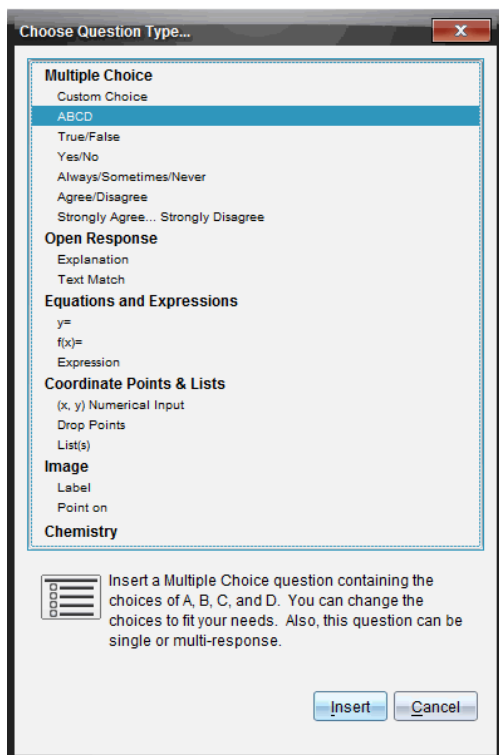 Choose Question Type...
x
Multiple Choice
Custom Choice
ABCD
True/False
Yes/No
Always/Sometimes/Never
Agree/Disagree
Strongly Agree... Strongly Disagree
Open Response
Explanation
Text Match
Equations and Expressions
y=
f(x)=
Expression
Coordinate Points & Lists
(x, y) Numerical Input
Drop Points
List(s)
Image
Label
Point on
Chemistry
Insert a Multiple Choice question containing the
choices of A, B, C, and D. You can change the
choices to fit your needs. Also, this question can be
single or multi-response.
Insert
Cancel